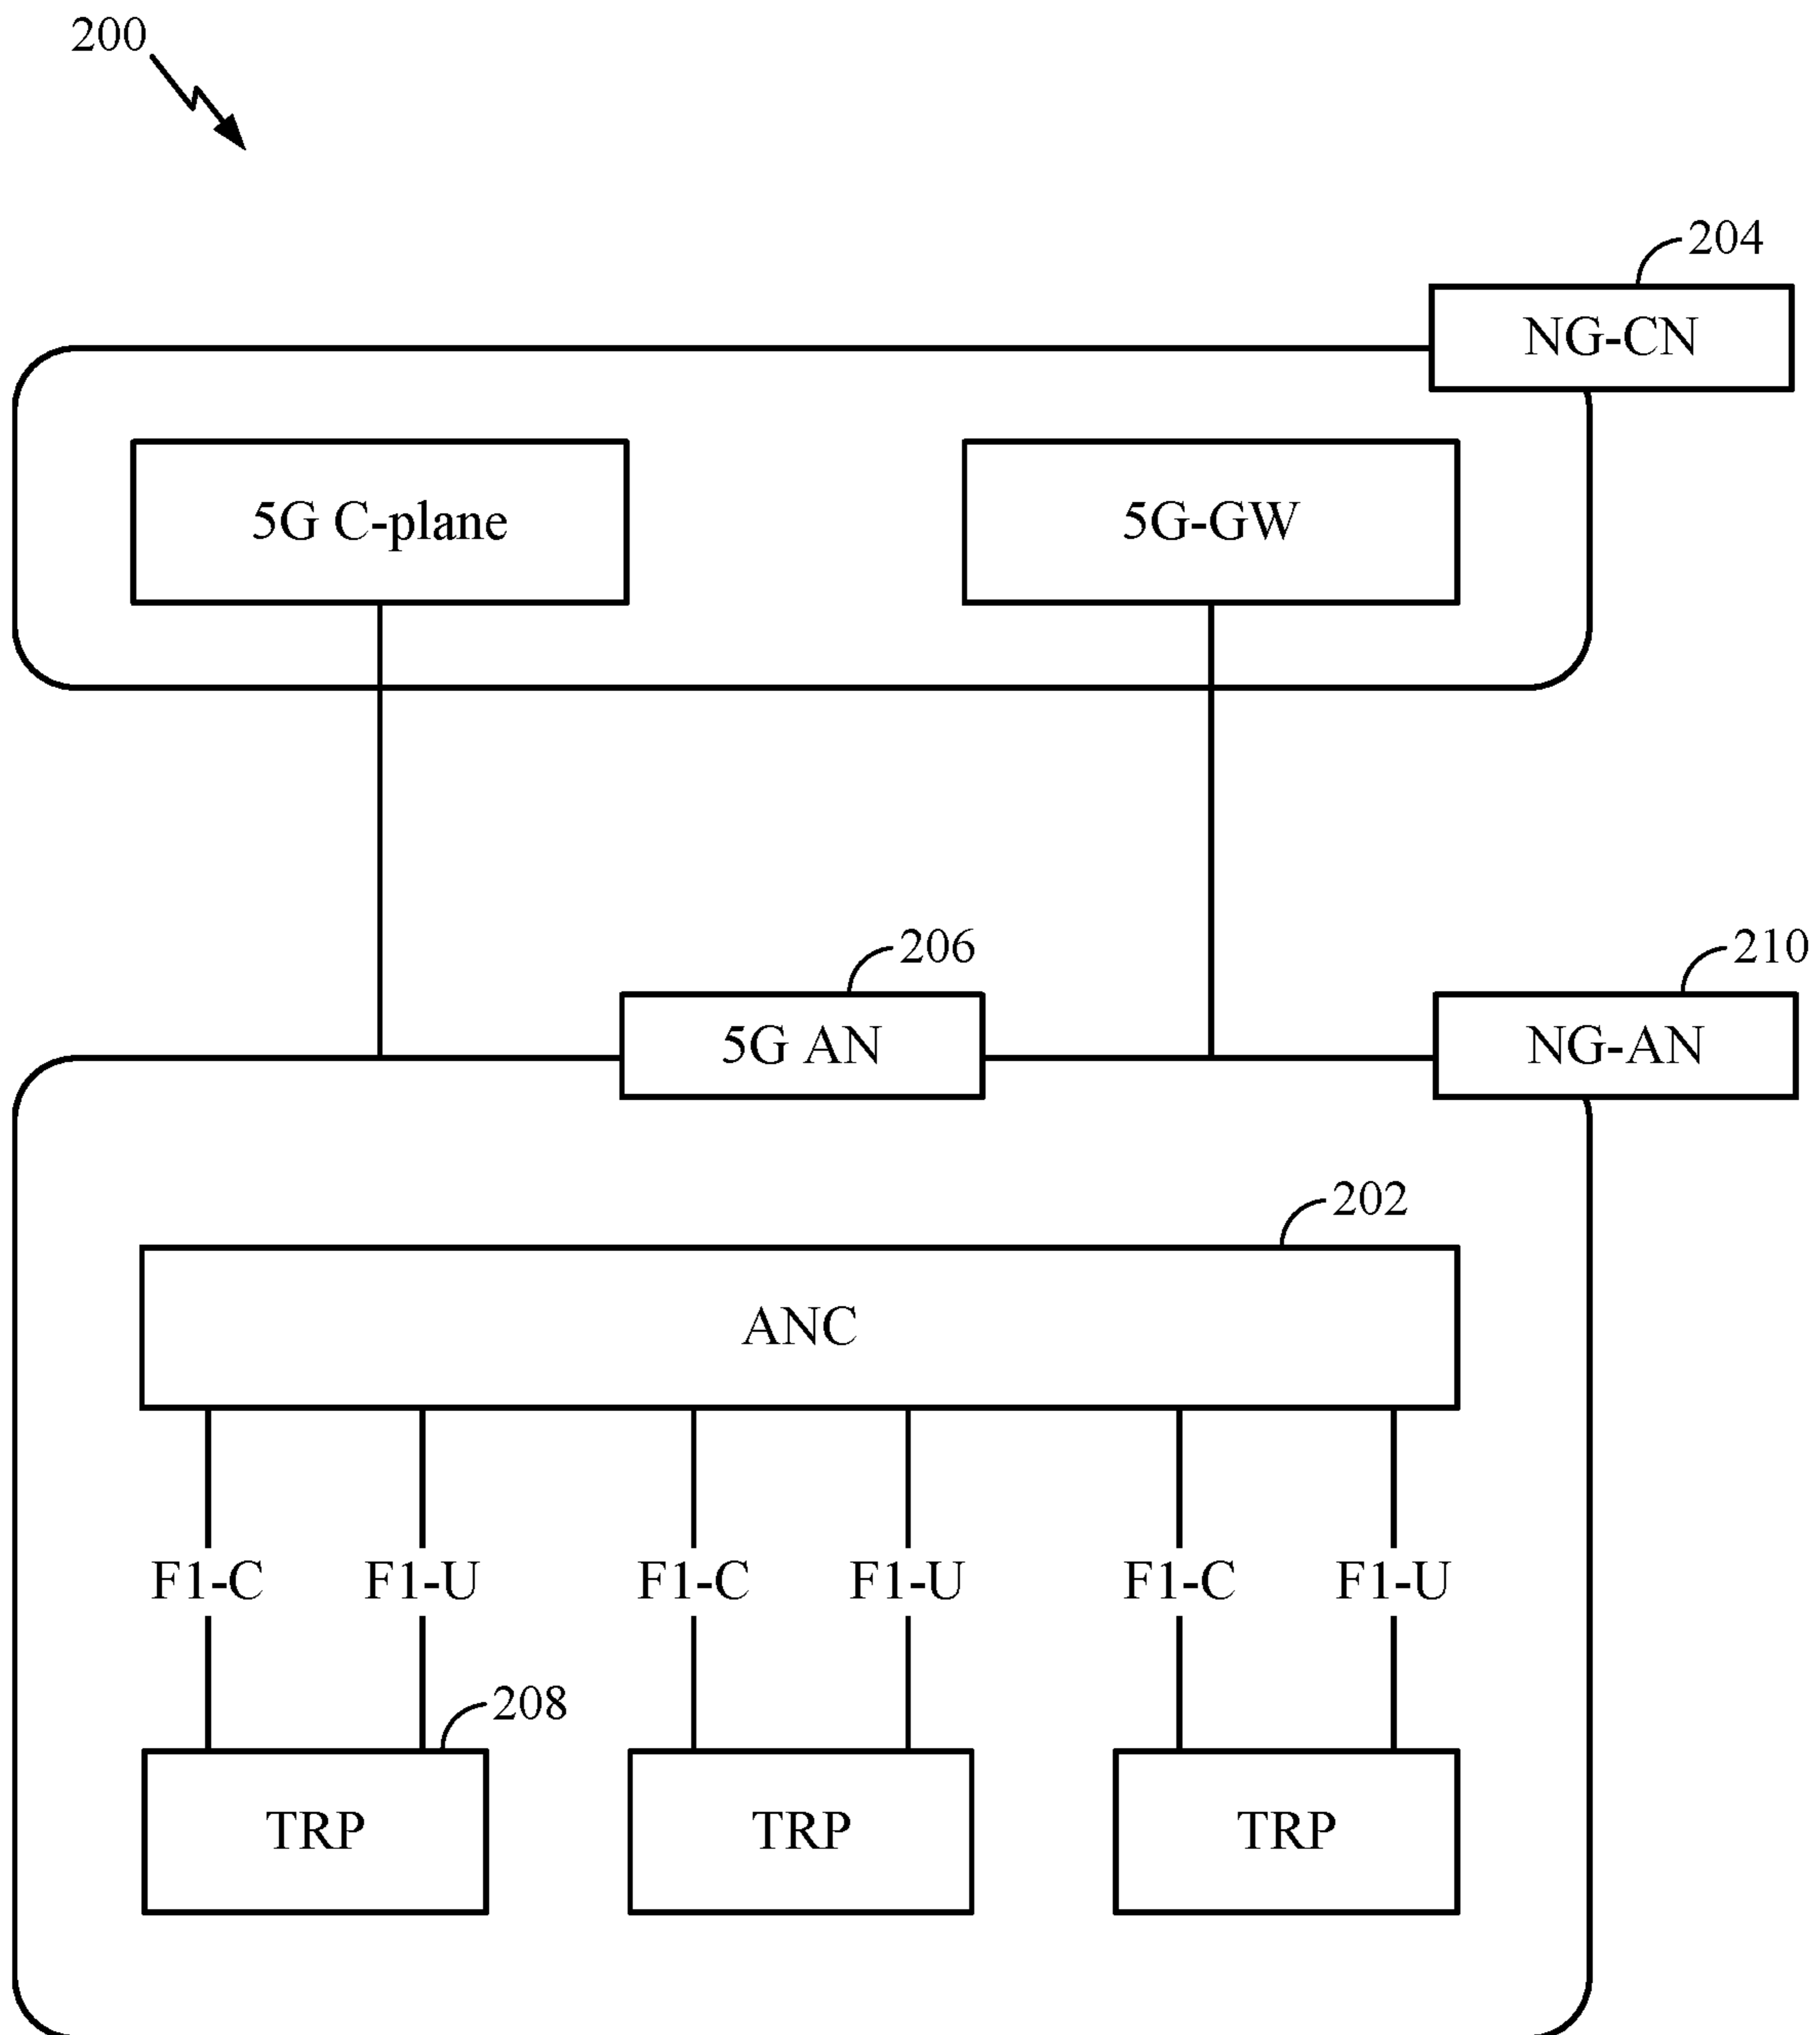 200
204
NG-CN
5G C-plane
5G-GW
206
210
5G AN
NG-AN
202
ANC
F1-C
F1-U
F1-C
F1-U
F1-C
F1-U
208
TRP
TRP
TRP